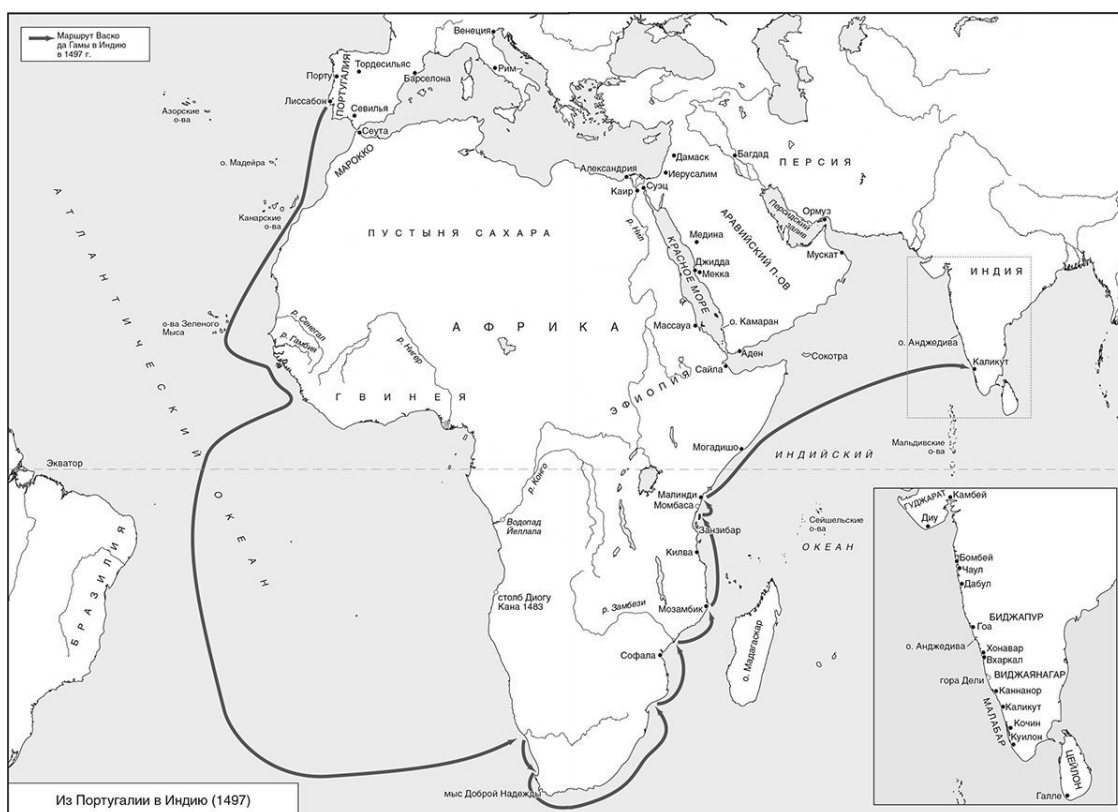 Маршрут Васко
да Гамы в Индию
в 1497 г.
Венеция
Тордесильяс
Рим
Порту
ПОРТУГАЛИЯ
Барселона
Лиссабон
Севилья
Азорские
о-ва
Сеута
МАРОККО
о. Мадейра
Канарские
о-ва
Александрия
Дамаск
Багдад
Иерусалим
Каир
Суэц
ПЕРСИЯ
Ормуз
Персидский
залив
р. Нил
Медина
АРАВИЙСКИЙ П-ОВ
Мускат
КРАСНОЕ МОРЕ
Джидда
Мекка
ИНДИЯ
АТЛАНТИЧЕСКИЙ
ОКЕАН
ПУСТЫНЯ САХАРА
о-ва Зеленого
Мыса
р. Сенегал
р. Гамбия
АФРИКА
р. Нигер
Массауа
о. Камаран
Аден
Сокотра
о. Анджедива
Каликут
Сайла
ЭФИОПИЯ
ГВИНЕЯ
Могадишо
ИНДИЙСКИЙ
ОКЕАН
Мальдивские
о-ва
Экватор
р. Конго
Малинди
Момбаса
Водопад
Йеллала
Занзибар
Сейшельские
о-ва
Килва
БРАЗИЛИЯ
столб Диогу
Кана 1483
р. Замбези
Мозамбик
Софала
о. Мадагаскар
мыс Доброй Надежды
ГУДЖАРАТ
Камбей
Диу
Бомбей
Чаул
Дабул
БИДЖАПУР
Гоа
о. Анджедива
Хонавар
Вхаркал
ВИДЖАЯНАГАР
гора Дели
Каннанор
Каликут
МАЛАБАР
Кочин
Куилон
ЦЕЙЛОН
Галле
Из Португалии в Индию (1497)